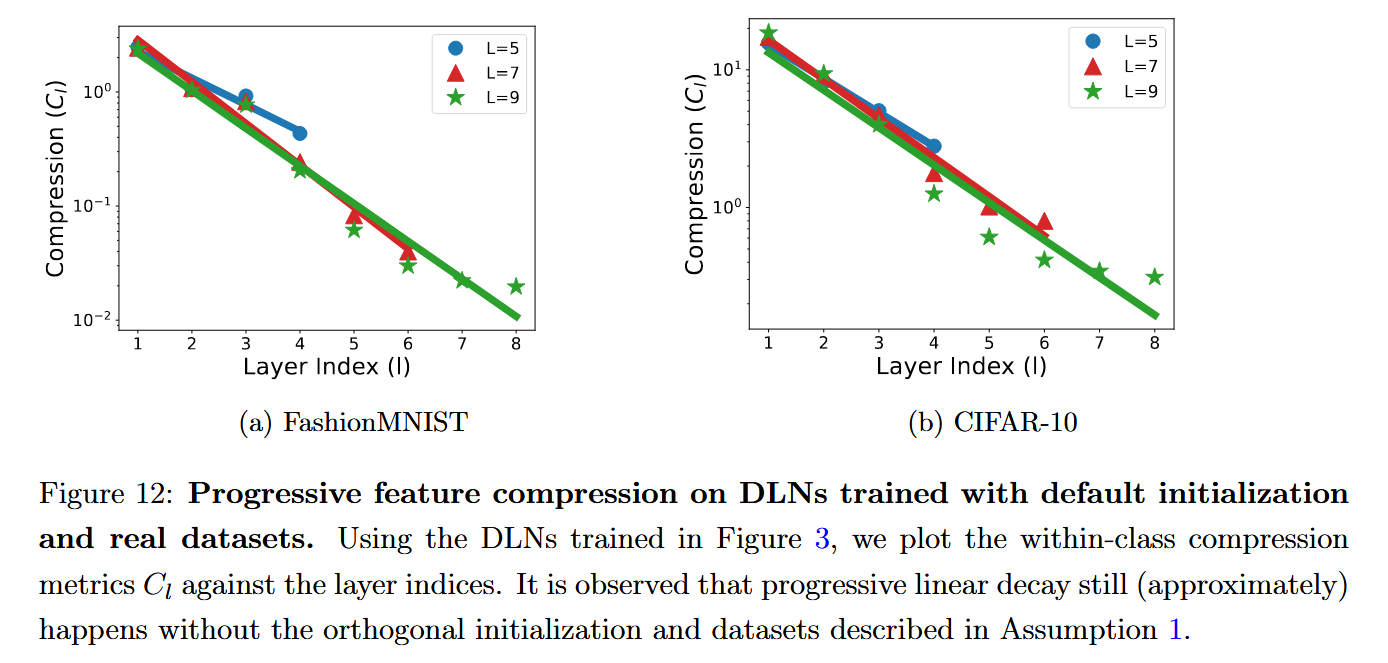 Compression (C_l)
10^0
10^-1
10^-2
1 2 3 4 5 6 7 8
Layer Index (l)
L=5
L=7
L=9
(a) FashionMNIST
Compression (C_l)
10^1
10^0
1 2 3 4 5 6 7 8
Layer Index (l)
L=5
L=7
L=9
(b) CIFAR-10
Figure 12: Progressive feature compression on DLNs trained with default initialization
and real datasets. Using the DLNs trained in Figure 3, we plot the within-class compression
metrics C_l against the layer indices. It is observed that progressive linear decay still (approximately)
happens without the orthogonal initialization and datasets described in Assumption 1.